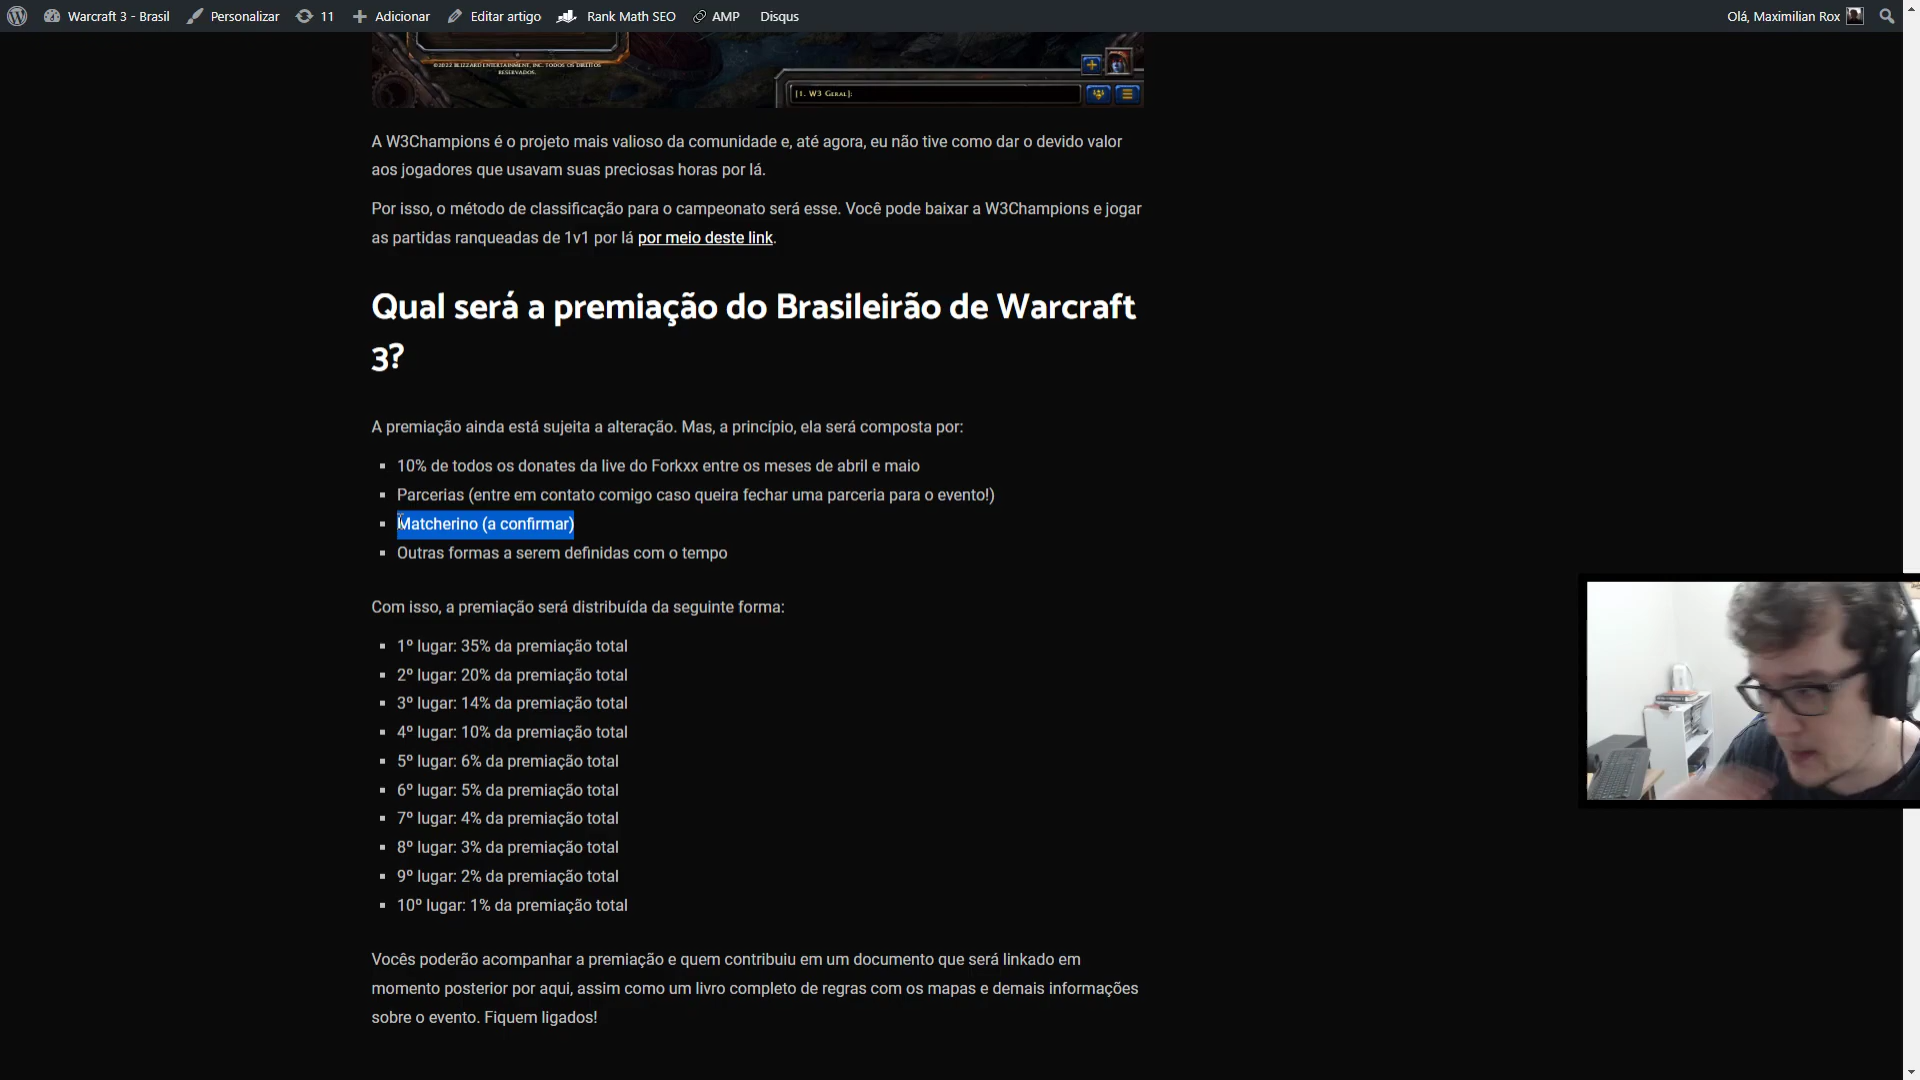 Warcraft 3 - Brasil Personalizar 11 Adicionar Editar artigo Rank Math SEO AMP Disqus Olá, Maximilian Rox
©2022 BLIZZARD ENTERTAINMENT, INC. TODOS OS DIREITOS
RESERVADOS.
[1. W3 Geral]:
A W3Champions é o projeto mais valioso da comunidade e, até agora, eu não tive como dar o devido valor
aos jogadores que usavam suas preciosas horas por lá.
Por isso, o método de classificação para o campeonato será esse. Você pode baixar a W3Champions e jogar
as partidas ranqueadas de 1v1 por lá por meio deste link.
Qual será a premiação do Brasileirão de Warcraft
3?
A premiação ainda está sujeita a alteração. Mas, a princípio, ela será composta por:
10% de todos os donates da live do Forkxx entre os meses de abril e maio
Parcerias (entre em contato comigo caso queira fechar uma parceria para o evento!)
Matcherino (a confirmar)
Outras formas a serem definidas com o tempo
Com isso, a premiação será distribuída da seguinte forma:
1º lugar: 35% da premiação total
2º lugar: 20% da premiação total
3º lugar: 14% da premiação total
4º lugar: 10% da premiação total
5º lugar: 6% da premiação total
6º lugar: 5% da premiação total
7º lugar: 4% da premiação total
8º lugar: 3% da premiação total
9º lugar: 2% da premiação total
10º lugar: 1% da premiação total
Vocês poderão acompanhar a premiação e quem contribuiu em um documento que será linkado em
momento posterior por aqui, assim como um livro completo de regras com os mapas e demais informações
sobre o evento. Fiquem ligados!